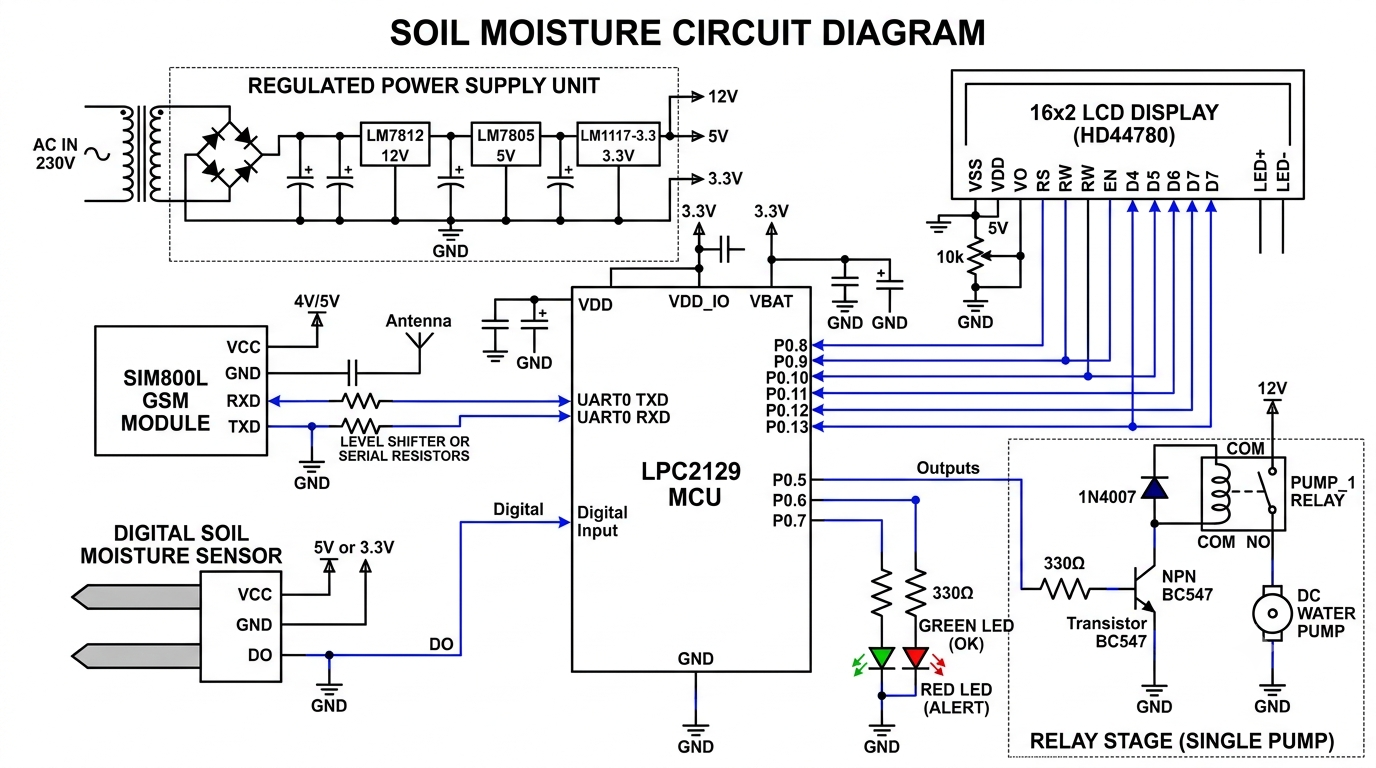 SOIL MOISTURE CIRCUIT DIAGRAM
REGULATED POWER SUPPLY UNIT
AC IN
230V
LM7812
12V
LM7805
5V
LM1117-3.3
3.3V
12V
5V
3.3V
GND
16x2 LCD DISPLAY
(HD44780)
VSS
VDD
VO
RS
RW
RW
EN
D4
D5
D6
D7
D7
LED+
LED-
5V
10k
GND
3.3V
3.3V
VDD
VDD_IO
VBAT
GND
GND
GND
4V/5V
Antenna
SIM800L
GSM
MODULE
VCC
GND
RXD
TXD
LEVEL SHIFTER OR
SERIAL RESISTORS
GND
UART0 TXD
UART0 RXD
P0.8
P0.9
P0.10
P0.11
P0.12
P0.13
LPC2129
MCU
P0.5
P0.6
P0.7
Outputs
Digital
Digital
Input
DIGITAL SOIL
MOISTURE SENSOR
5V or 3.3V
VCC
GND
DO
DO
GND
GND
GND
330Ω
GREEN LED
(OK)
RED LED
(ALERT)
GND
12V
COM
1N4007
PUMP_1
RELAY
COM
NO
330Ω
NPN
BC547
Transistor
BC547
DC
WATER
PUMP
GND
GND
RELAY STAGE (SINGLE PUMP)